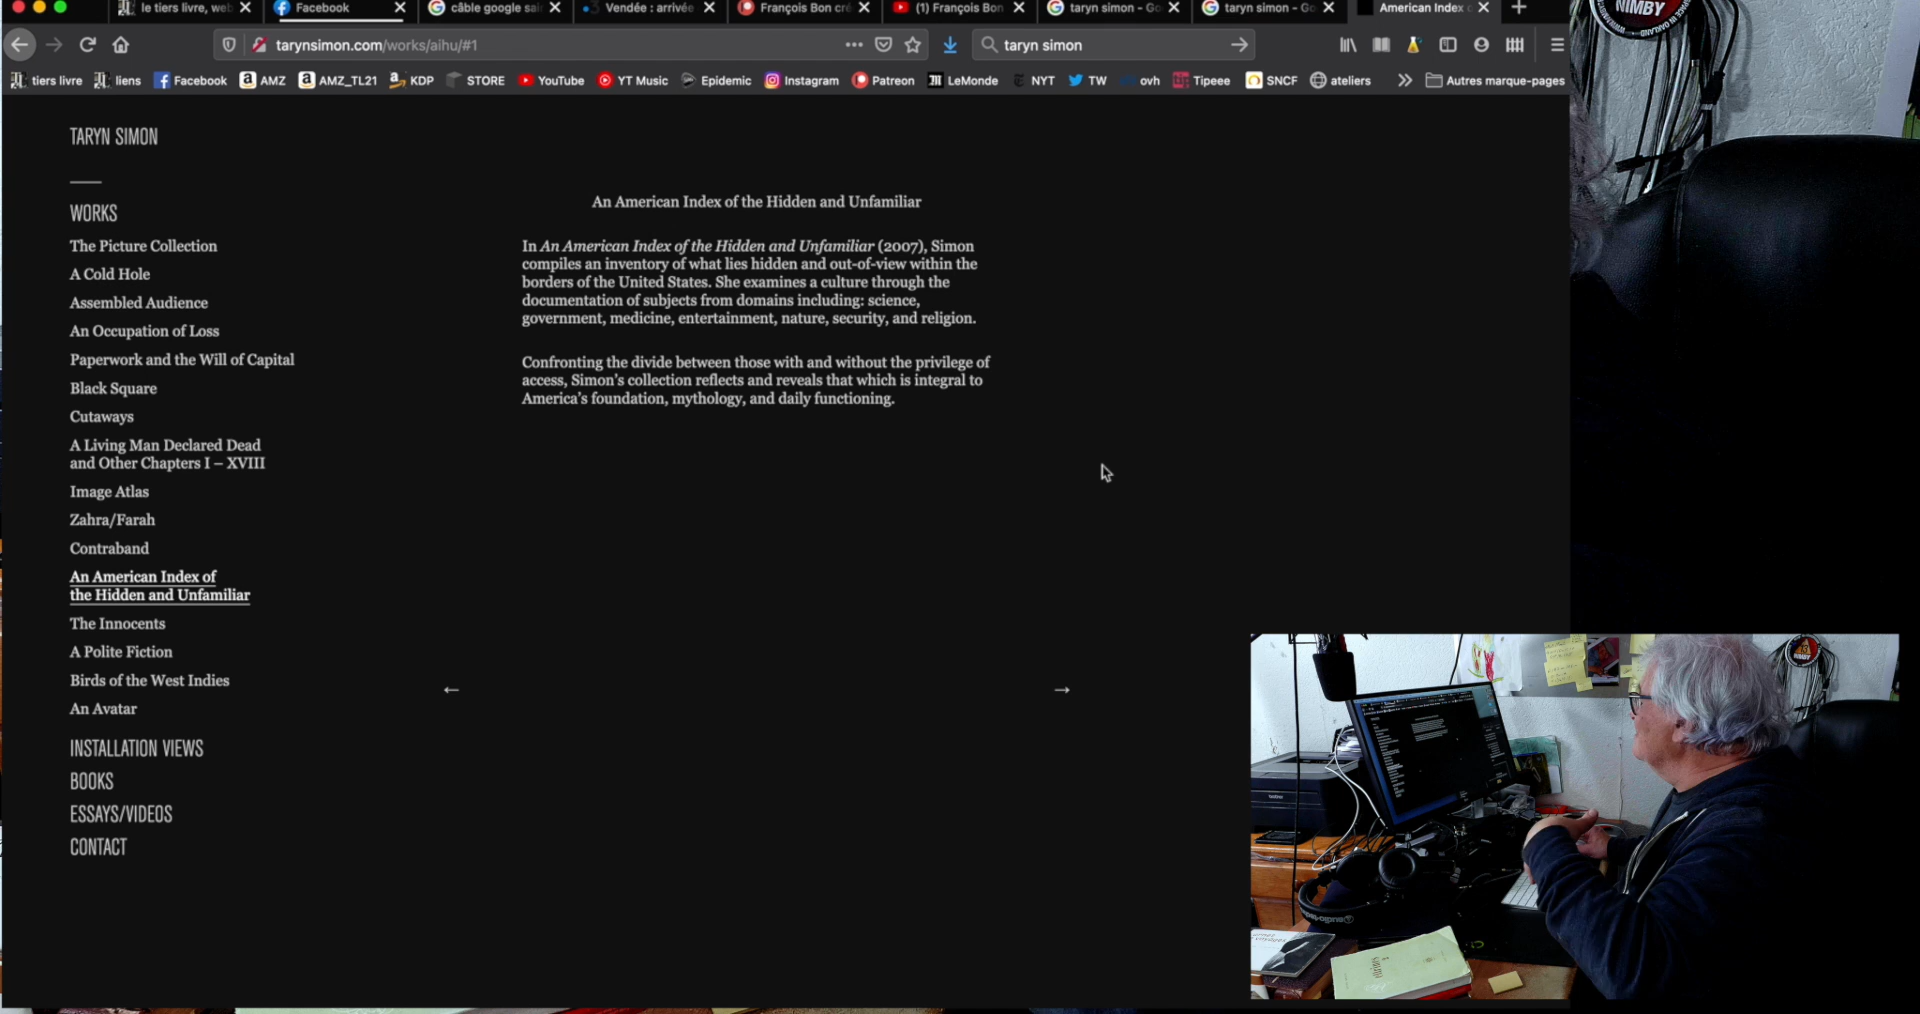 le tiers livre, web
Facebook
câble google sai
Vendée : arrivée
François Bon cré
(1) François Bon
taryn simon - Go
taryn simon - Go
American Index o
tarynsimon.com/works/aihu/#1
taryn simon
tiers livre
liens
Facebook
AMZ
AMZ_TL21
KDP
STORE
YouTube
YT Music
Epidemic
Instagram
Patreon
LeMonde
NYT
TW
ovh
Tipeee
SNCF
ateliers
Autres marque-pages
NIMBY
TARYN SIMON
WORKS
The Picture Collection
A Cold Hole
Assembled Audience
An Occupation of Loss
Paperwork and the Will of Capital
Black Square
Cutaways
A Living Man Declared Dead
and Other Chapters I – XVIII
Image Atlas
Zahra/Farah
Contraband
An American Index of
the Hidden and Unfamiliar
The Innocents
A Polite Fiction
Birds of the West Indies
An Avatar
INSTALLATION VIEWS
BOOKS
ESSAYS/VIDEOS
CONTACT
An American Index of the Hidden and Unfamiliar
In An American Index of the Hidden and Unfamiliar (2007), Simon
compiles an inventory of what lies hidden and out-of-view within the
borders of the United States. She examines a culture through the
documentation of subjects from domains including: science,
government, medicine, entertainment, nature, security, and religion.
Confronting the divide between those with and without the privilege of
access, Simon's collection reflects and reveals that which is integral to
America's foundation, mythology, and daily functioning.
←
→
NIMBY
brother
audio-technica